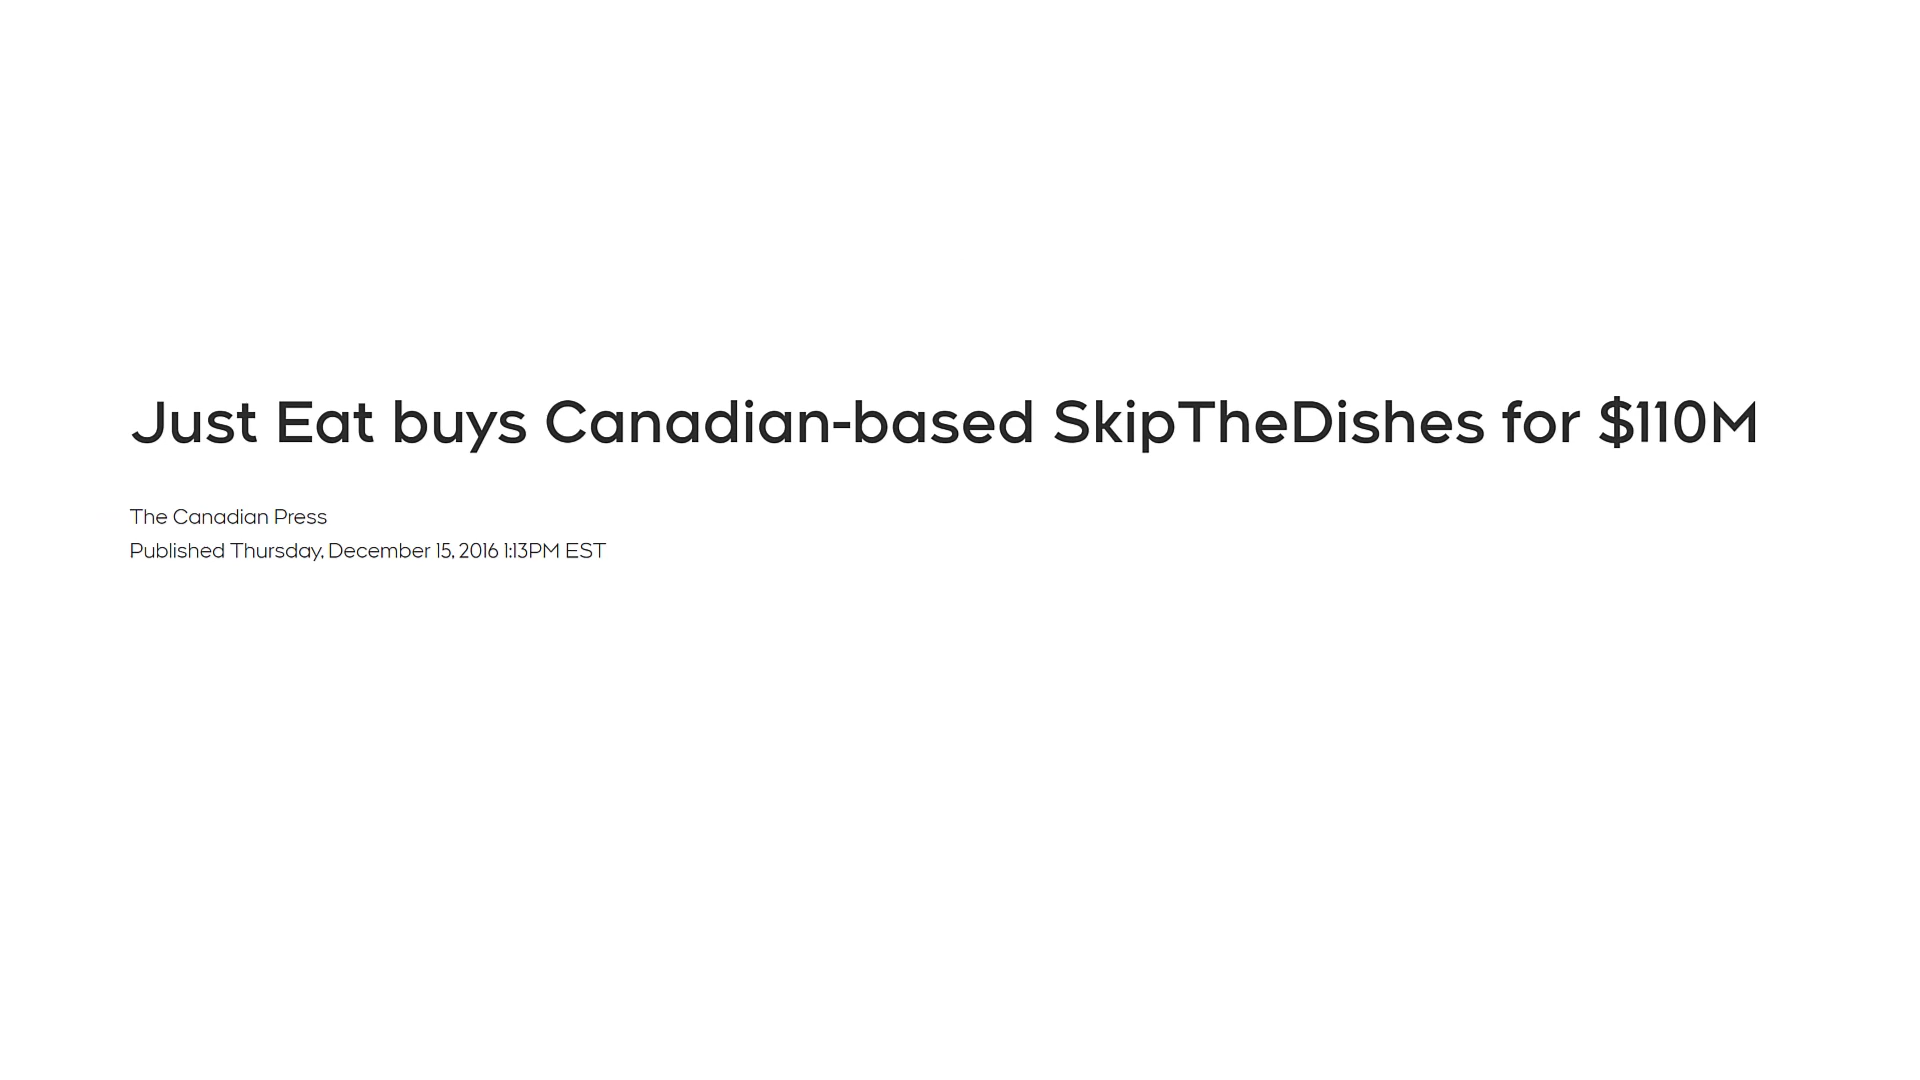 Just Eat buys Canadian-based SkipTheDishes for $110M
The Canadian Press
Published Thursday, December 15, 2016 1:13PM EST